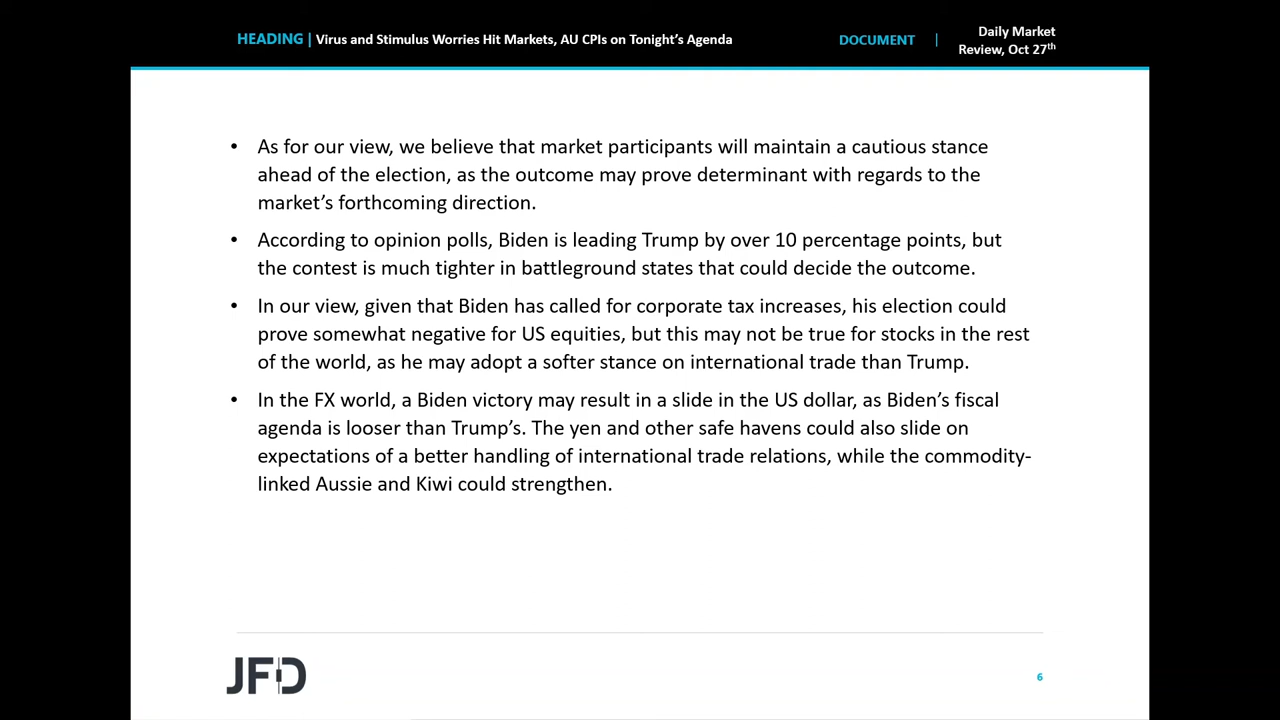 HEADING | Virus and Stimulus Worries Hit Markets, AU CPIs on Tonight's Agenda
DOCUMENT |
Daily Market
Review, Oct 27th
• As for our view, we believe that market participants will maintain a cautious stance
ahead of the election, as the outcome may prove determinant with regards to the
market's forthcoming direction.
• According to opinion polls, Biden is leading Trump by over 10 percentage points, but
the contest is much tighter in battleground states that could decide the outcome.
• In our view, given that Biden has called for corporate tax increases, his election could
prove somewhat negative for US equities, but this may not be true for stocks in the rest
of the world, as he may adopt a softer stance on international trade than Trump.
• In the FX world, a Biden victory may result in a slide in the US dollar, as Biden's fiscal
agenda is looser than Trump's. The yen and other safe havens could also slide on
expectations of a better handling of international trade relations, while the commodity-
linked Aussie and Kiwi could strengthen.
JFD
6